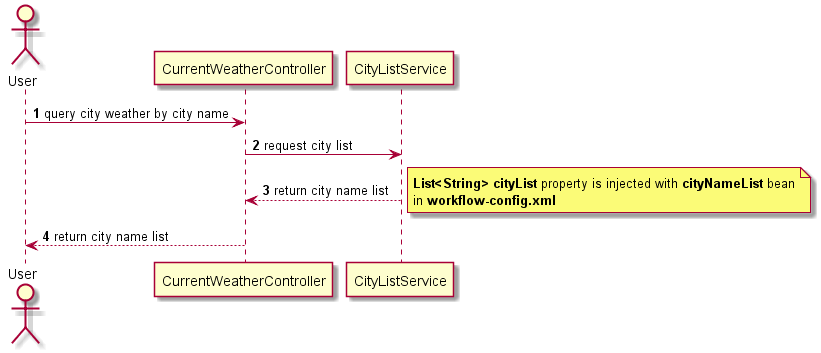 User
CurrentWeatherController
CityListService
1 query city weather by city name
2 request city list
3 return city name list
List<String> cityList property is injected with cityNameList bean
in workflow-config.xml
4 return city name list
User
CurrentWeatherController
CityListService